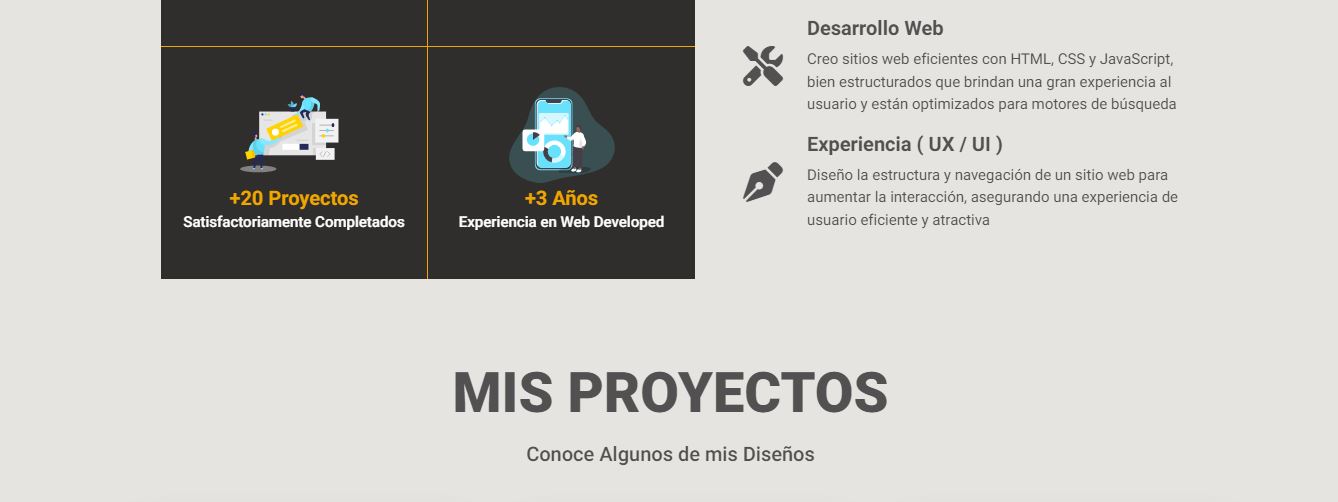 +20 Proyectos
Satisfactoriamente Completados
+3 Años
Experiencia en Web Developed
Desarrollo Web
Creo sitios web eficientes con HTML, CSS y JavaScript,
bien estructurados que brindan una gran experiencia al
usuario y están optimizados para motores de búsqueda
Experiencia ( UX / UI )
Diseño la estructura y navegación de un sitio web para
aumentar la interacción, asegurando una experiencia de
usuario eficiente y atractiva
MIS PROYECTOS
Conoce Algunos de mis Diseños